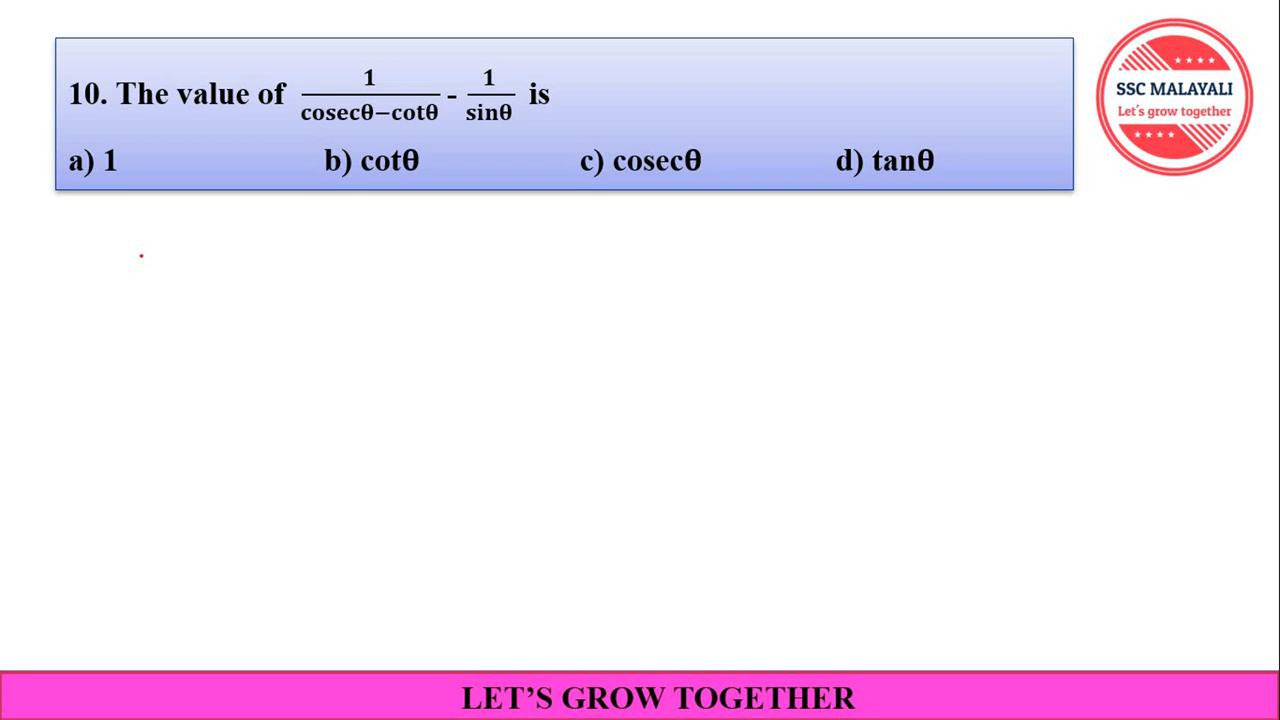 10. The value of 1/(cosecθ−cotθ) - 1/sinθ is
a) 1 b) cotθ c) cosecθ d) tanθ
SSC MALAYALI
Let's grow together
LET'S GROW TOGETHER